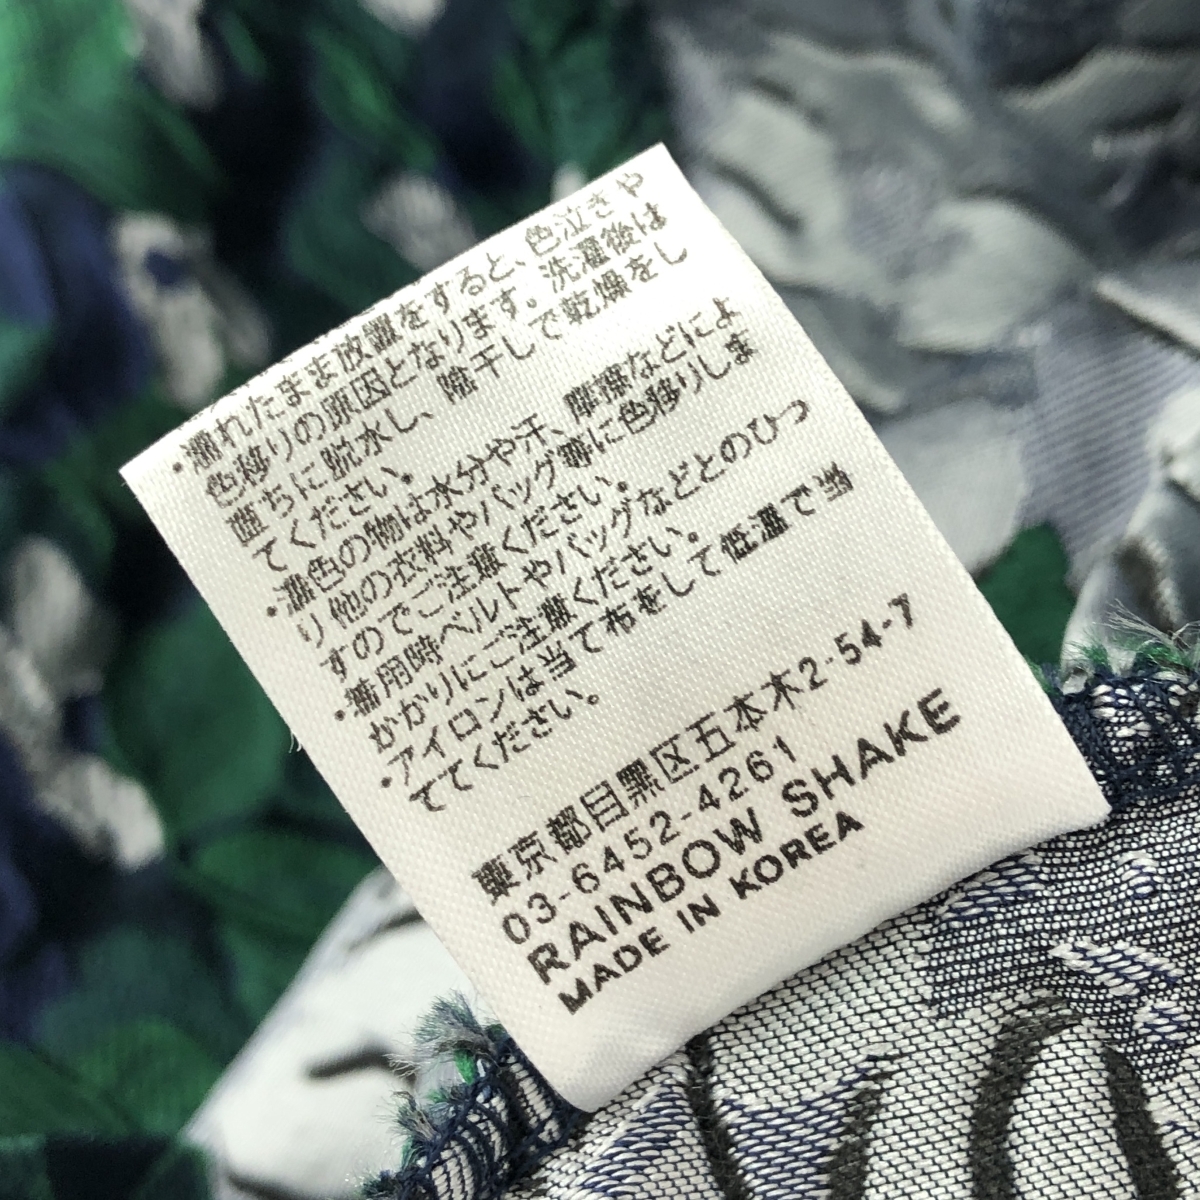 ・濡れたまま放置をすると、色泣きや
色移りの原因となります。洗濯後は
直ちに脱水し、陰干しで乾燥をし
てください。
・濃色の物は水分や汗、摩擦などによ
り他の衣料やバッグ等に色移りしま
すのでご注意ください。
・着用時ベルトやバッグなどとのひっ
かかりにご注意ください。
・アイロンは当て布をして低温で当
ててください。
東京都目黒区五本木2-54-7
03-6452-4261
RAINBOW SHAKE
MADE IN KOREA